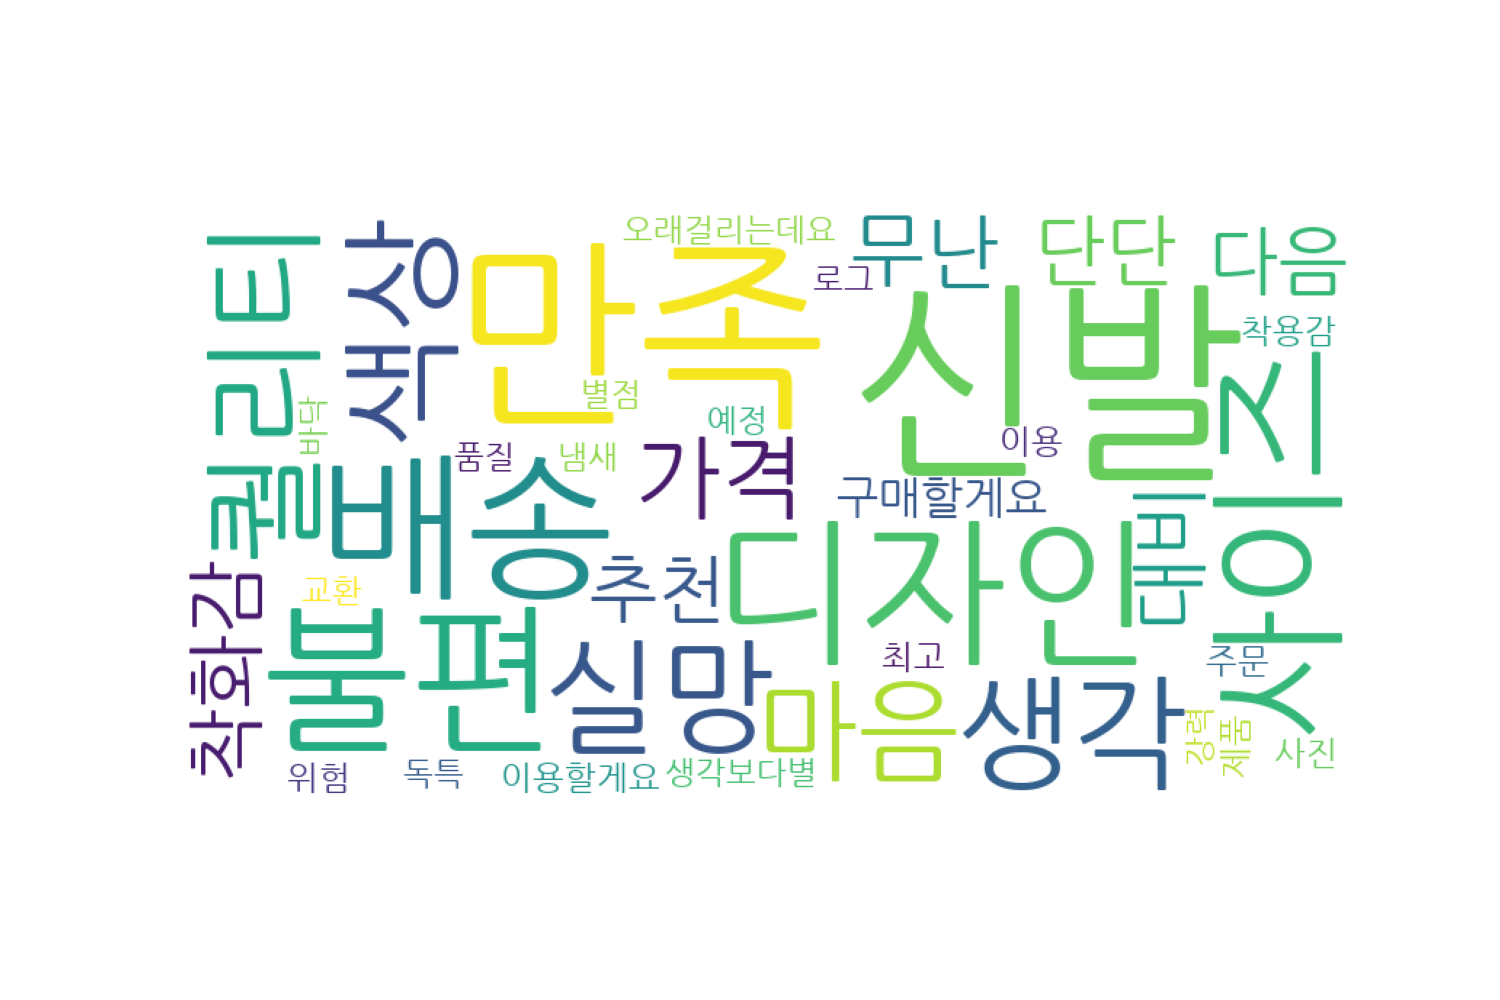 오래걸리는데요
무난
단단
다음
로그
만족
신발
색상
퀄리티
착용감
사이즈
별점
바닥
예정
이용
품질
냄새
가격
구매할게요
배송
대비
디자인
추천
교환
착화감
불편
실망
최고
주문
마음
생각
강력
제품
사진
위험
독특
이용할게요
생각보다별